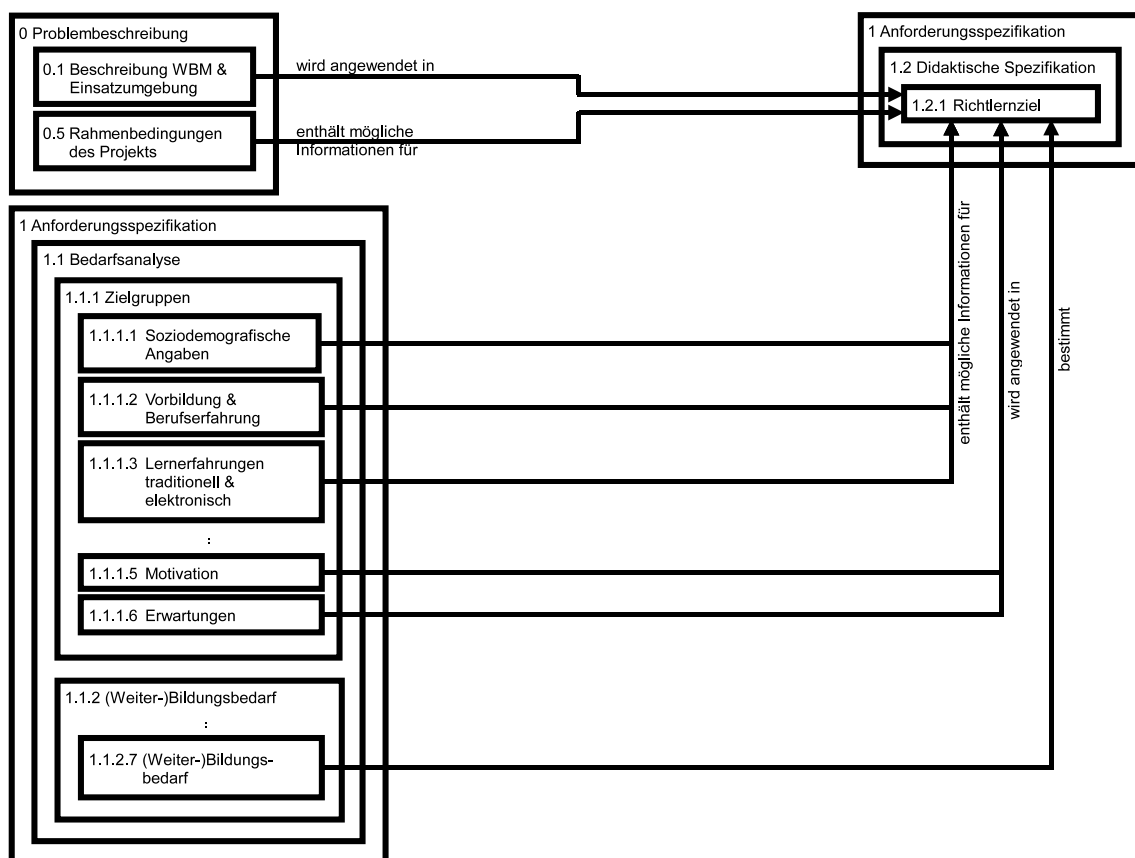 0 Problembeschreibung
0.1 Beschreibung WBM &
Einsatzumgebung
0.5 Rahmenbedingungen
des Projekts
wird angewendet in
enthält mögliche
Informationen für
1 Anforderungsspezifikation
1.2 Didaktische Spezifikation
1.2.1 Richtlernziel
1 Anforderungsspezifikation
1.1 Bedarfsanalyse
1.1.1 Zielgruppen
1.1.1.1 Soziodemografische
Angaben
1.1.1.2 Vorbildung &
Berufserfahrung
1.1.1.3 Lernerfahrungen
traditionell &
elektronisch
:
1.1.1.5 Motivation
1.1.1.6 Erwartungen
1.1.2 (Weiter-)Bildungsbedarf
:
1.1.2.7 (Weiter-)Bildungs-
bedarf
enthält mögliche Informationen für
wird angewendet in
bestimmt